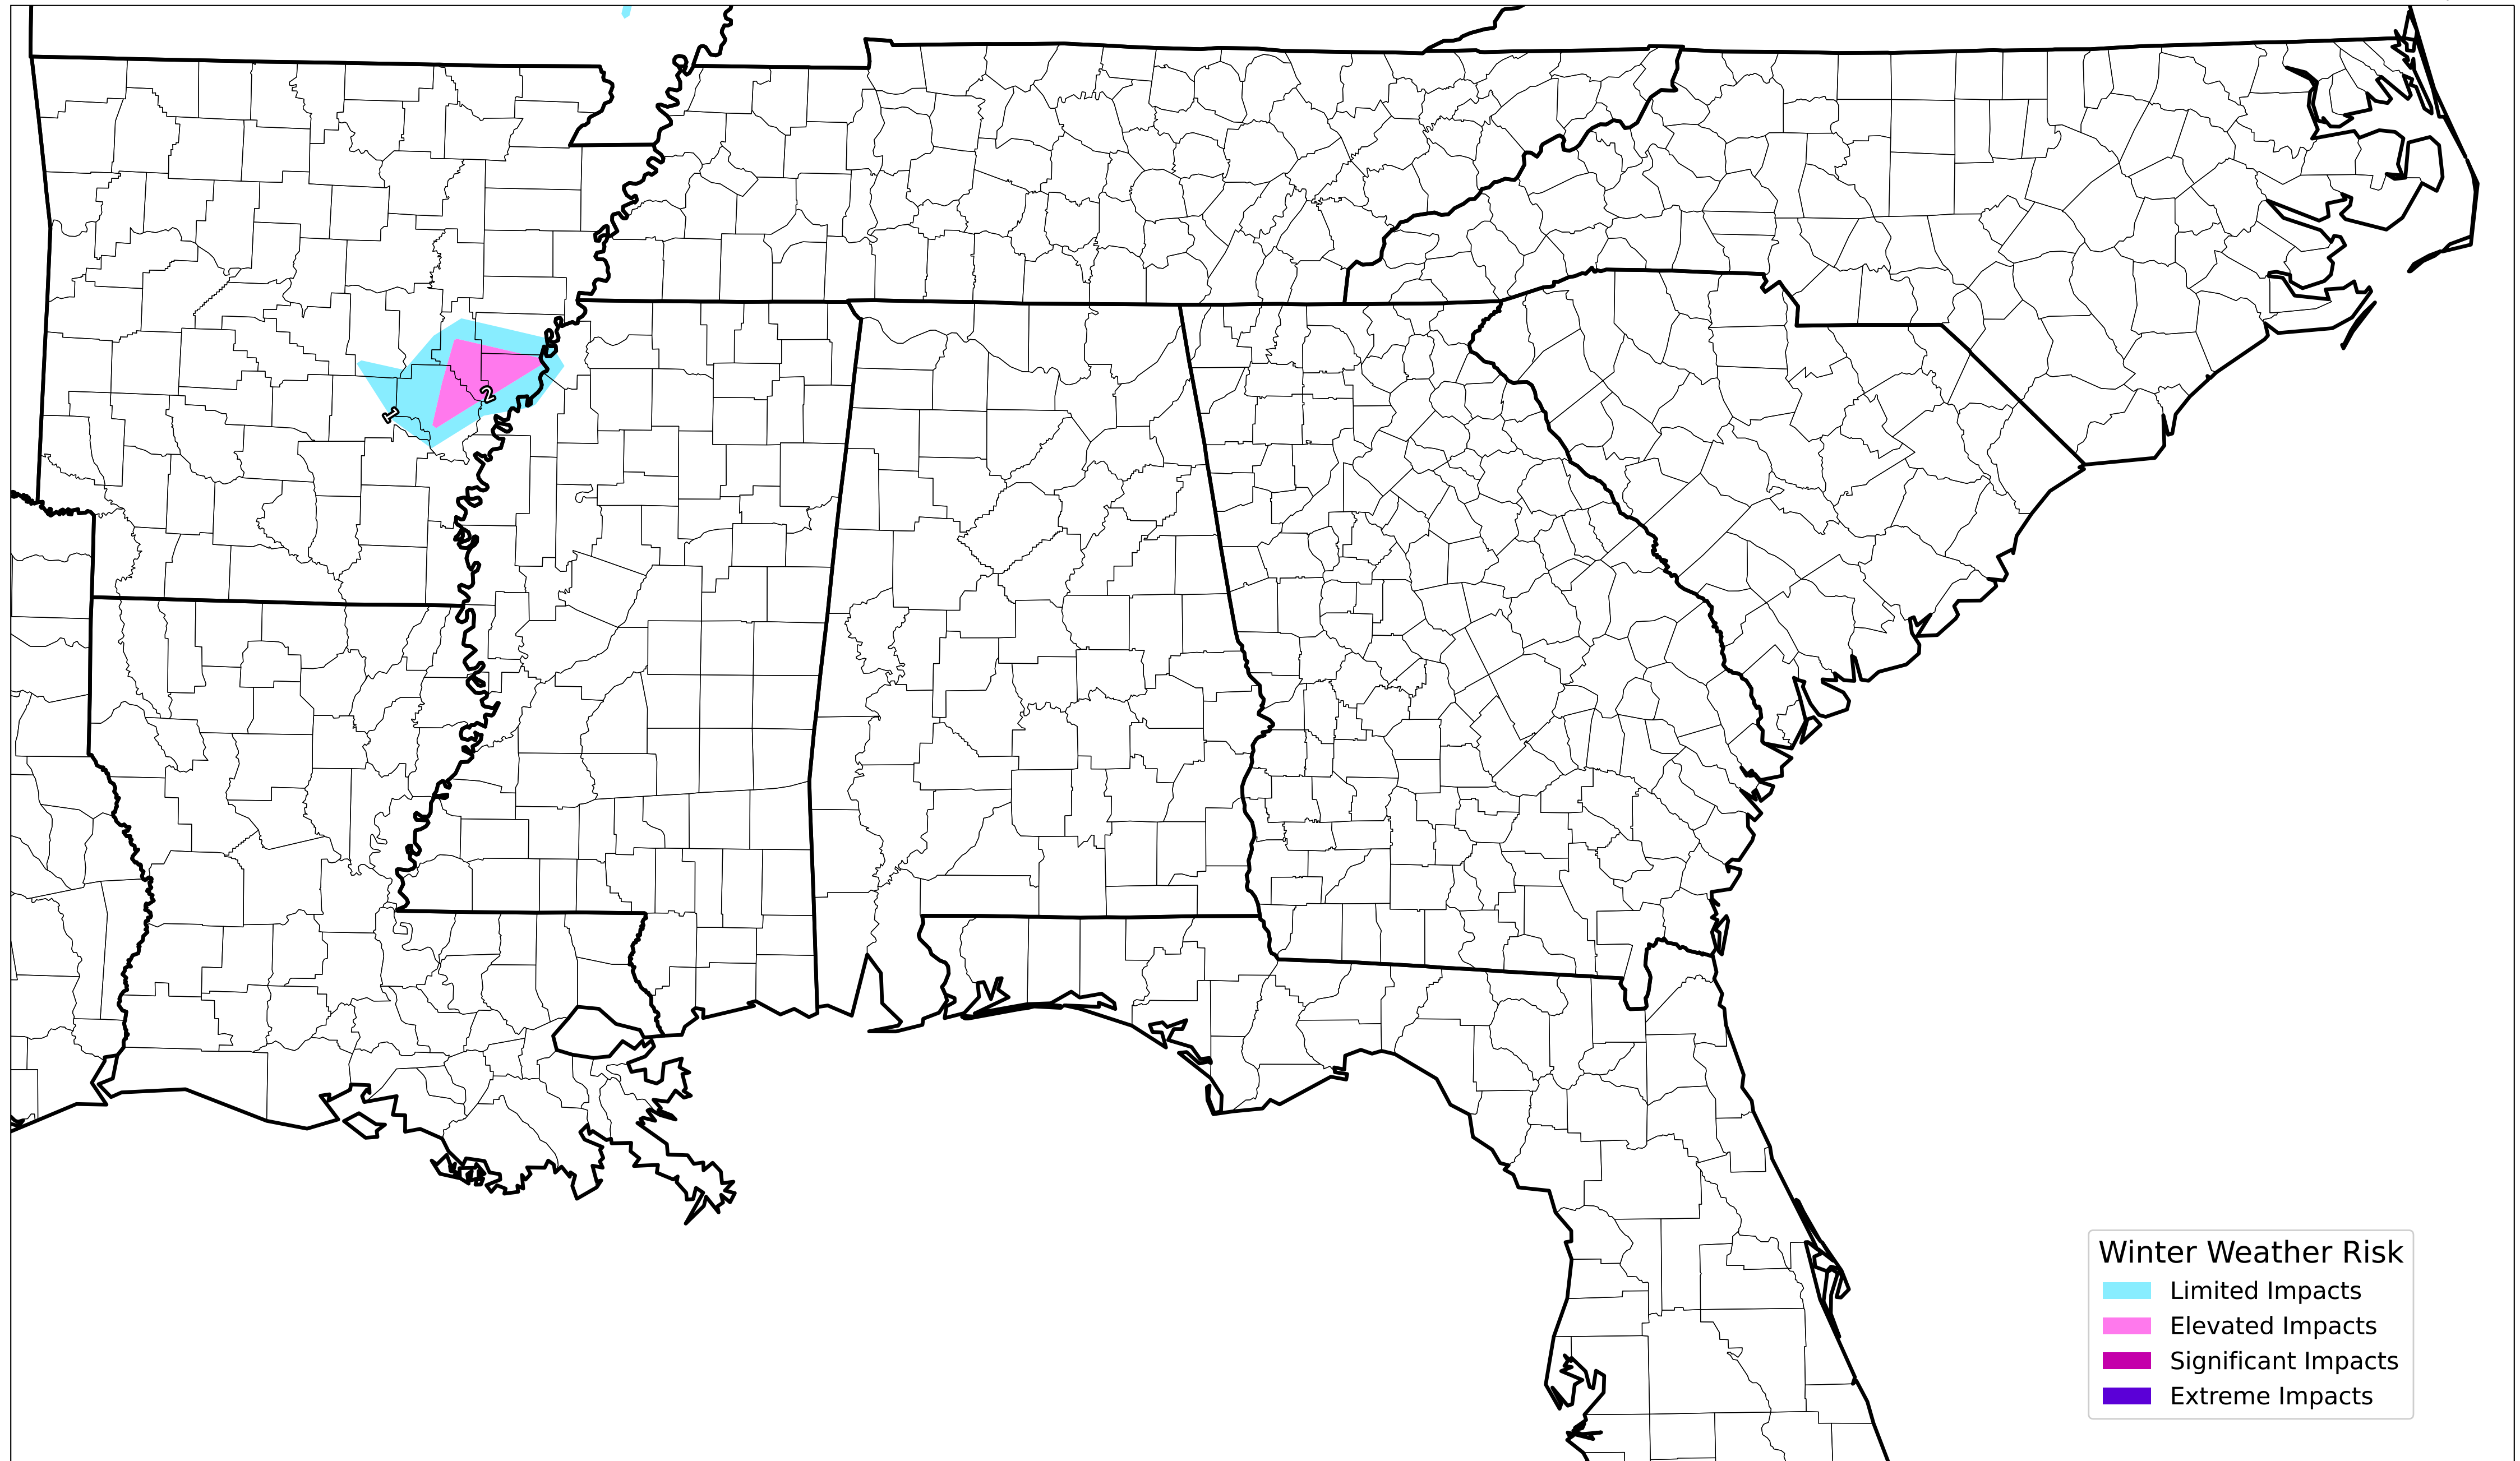 1
2
Winter Weather Risk
Limited Impacts
Elevated Impacts
Significant Impacts
Extreme Impacts